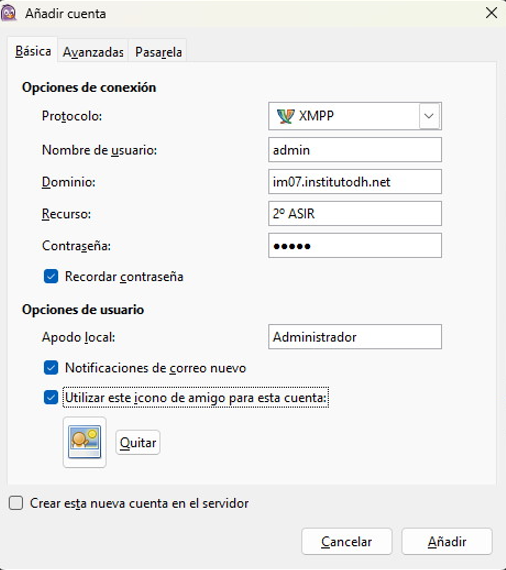 Añadir cuenta
Básica Avanzadas Pasarela
Opciones de conexión
Protocolo: XMPP
Nombre de usuario: admin
Dominio: im07.institutodh.net
Recurso: 2º ASIR
Contraseña: ●●●●●
Recordar contraseña
Opciones de usuario
Apodo local: Administrador
Notificaciones de correo nuevo
Utilizar este icono de amigo para esta cuenta:
Quitar
Crear esta nueva cuenta en el servidor
Cancelar Añadir